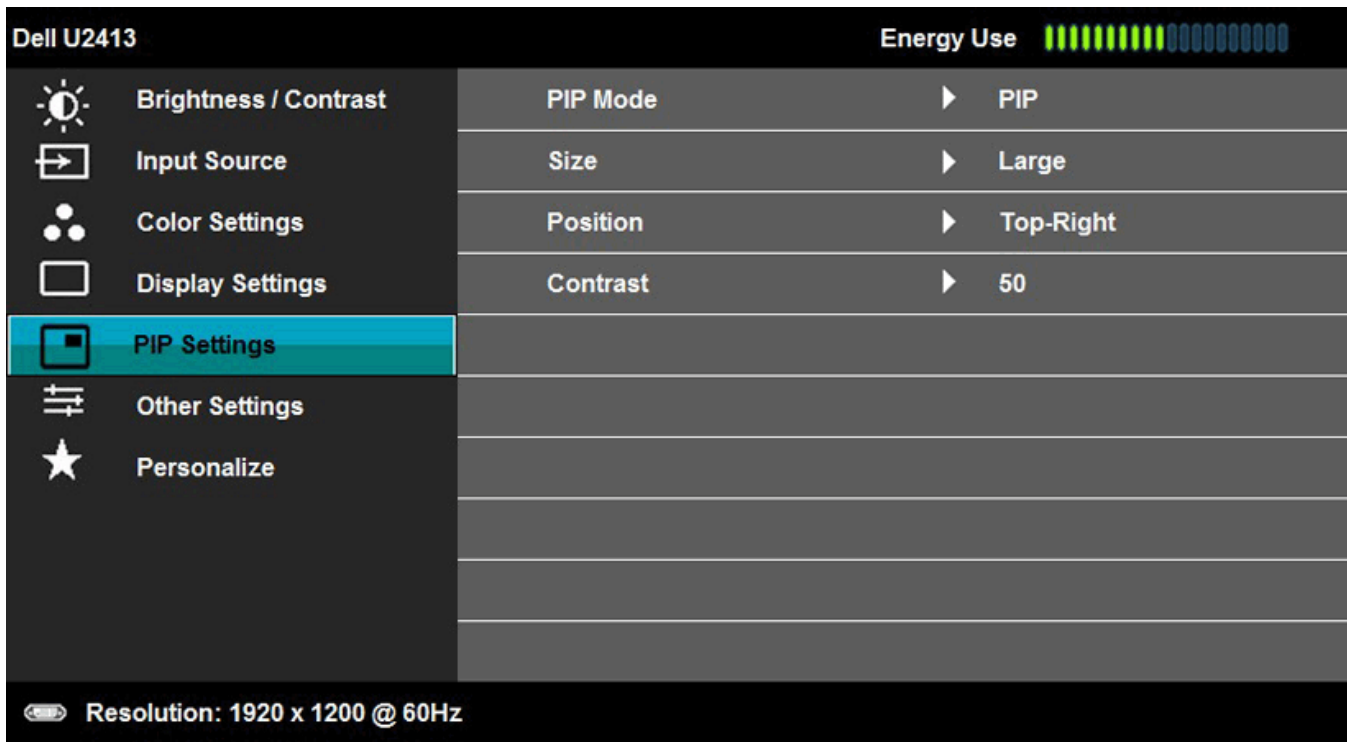 Dell U2413 Energy Use
Brightness / Contrast PIP Mode PIP
Input Source Size Large
Color Settings Position Top-Right
Display Settings Contrast 50
PIP Settings
Other Settings
Personalize
Resolution: 1920 x 1200 @ 60Hz